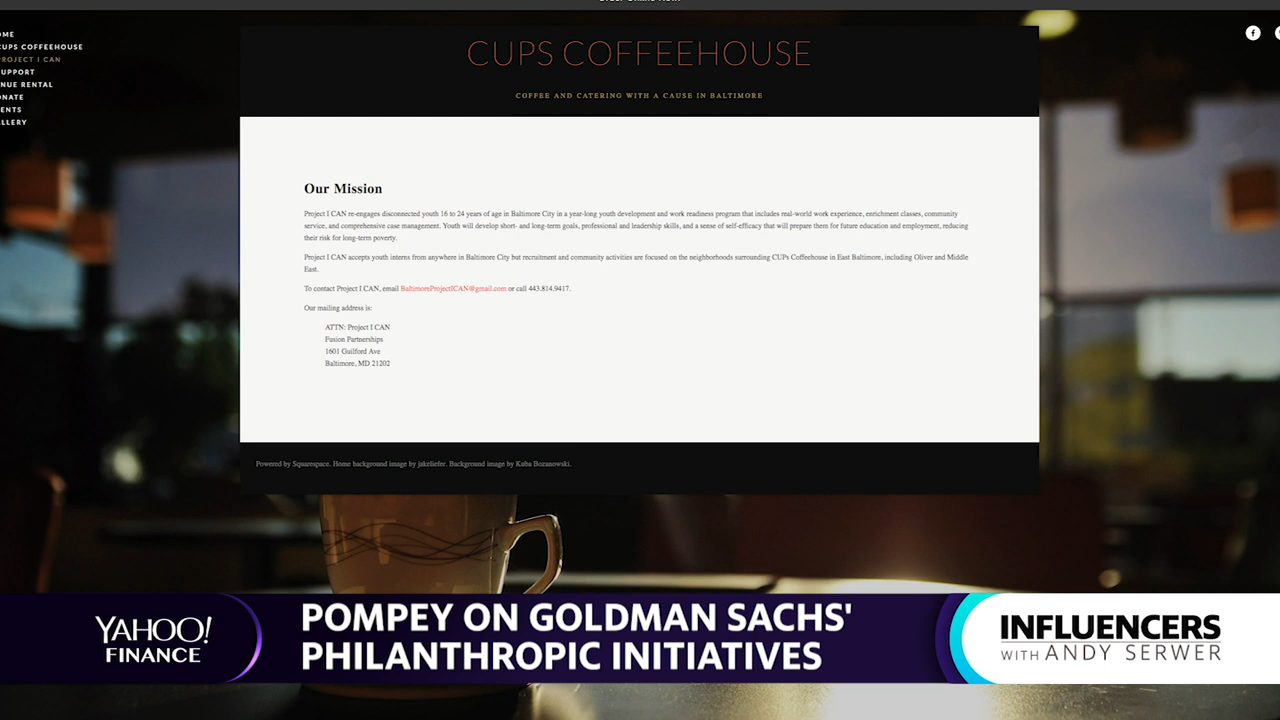 OME
CUPS COFFEEHOUSE
PROJECT I CAN
UPPORT
NUE RENTAL
ONATE
ENTS
LLERY
f
CUPS COFFEEHOUSE
COFFEE AND CATERING WITH A CAUSE IN BALTIMORE
Our Mission
Project I CAN re-engages disconnected youth 16 to 24 years of age in Baltimore City in a year-long youth development and work readiness program that includes real-world work experience, enrichment classes, community
service, and comprehensive case management. Youth will develop short- and long-term goals, professional and leadership skills, and a sense of self-efficacy that will prepare them for future education and employment, reducing
their risk for long-term poverty.
Project I CAN accepts youth interns from anywhere in Baltimore City but recruitment and community activities are focused on the neighborhoods surrounding CUPs Coffeehouse in East Baltimore, including Oliver and Middle
East.
To contact Project I CAN, email BaltimoreProjectICAN@gmail.com or call 443.814.9417.
Our mailing address is:
ATTN: Project I CAN
Fusion Partnerships
1601 Guilford Ave
Baltimore, MD 21202
Powered by Squarespace. Home background image by jakeliefer. Background image by Kaba Bozanowski.
YAHOO!
FINANCE
POMPEY ON GOLDMAN SACHS'
PHILANTHROPIC INITIATIVES
INFLUENCERS
WITH ANDY SERWER